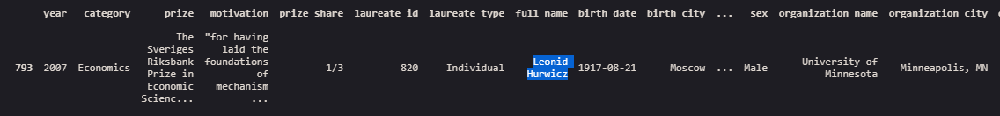 year category prize motivation prize_share laureate_id laureate_type full_name birth_date birth_city ... sex organization_name organization_city
The "for having
Sveriges laid the
Riksbank foundations Leonid University of
793 2007 Economics Prize in of 1/3 820 Individual Hurwicz 1917-08-21 Moscow ... Male Minnesota Minneapolis, MN
Economic mechanism
Scienc... ...